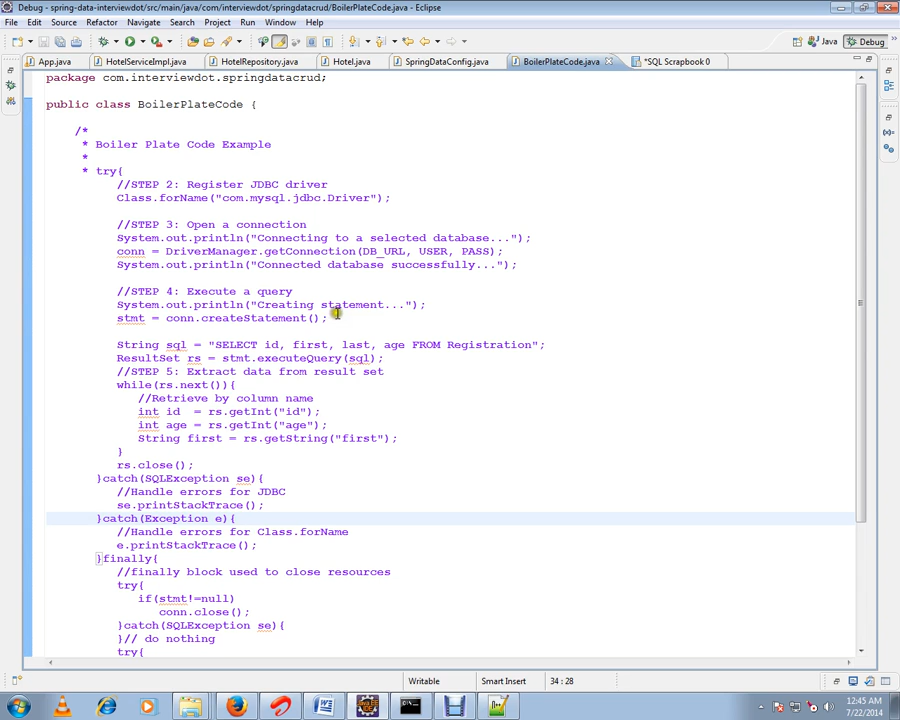 Debug - spring-data-interviewdot/src/main/java/com/interviewdot/springdatacrud/BoilerPlateCode.java - Eclipse
File Edit Source Refactor Navigate Search Project Run Window Help
Java Debug
App.java HotelServiceImpl.java HotelRepository.java Hotel.java SpringDataConfig.java BoilerPlateCode.java *SQL Scrapbook 0
package com.interviewdot.springdatacrud;
public class BoilerPlateCode {
/*
* Boiler Plate Code Example
*
* try{
//STEP 2: Register JDBC driver
Class.forName("com.mysql.jdbc.Driver");
//STEP 3: Open a connection
System.out.println("Connecting to a selected database...");
conn = DriverManager.getConnection(DB_URL, USER, PASS);
System.out.println("Connected database successfully...");
//STEP 4: Execute a query
System.out.println("Creating statement...");
stmt = conn.createStatement();
String sql = "SELECT id, first, last, age FROM Registration";
ResultSet rs = stmt.executeQuery(sql);
//STEP 5: Extract data from result set
while(rs.next()){
//Retrieve by column name
int id  = rs.getInt("id");
int age = rs.getInt("age");
String first = rs.getString("first");
}
rs.close();
}catch(SQLException se){
//Handle errors for JDBC
se.printStackTrace();
}catch(Exception e){
//Handle errors for Class.forName
e.printStackTrace();
}finally{
//finally block used to close resources
try{
if(stmt!=null)
conn.close();
}catch(SQLException se){
}// do nothing
try{
Writable Smart Insert 34 : 28
12:45 AM
7/22/2014